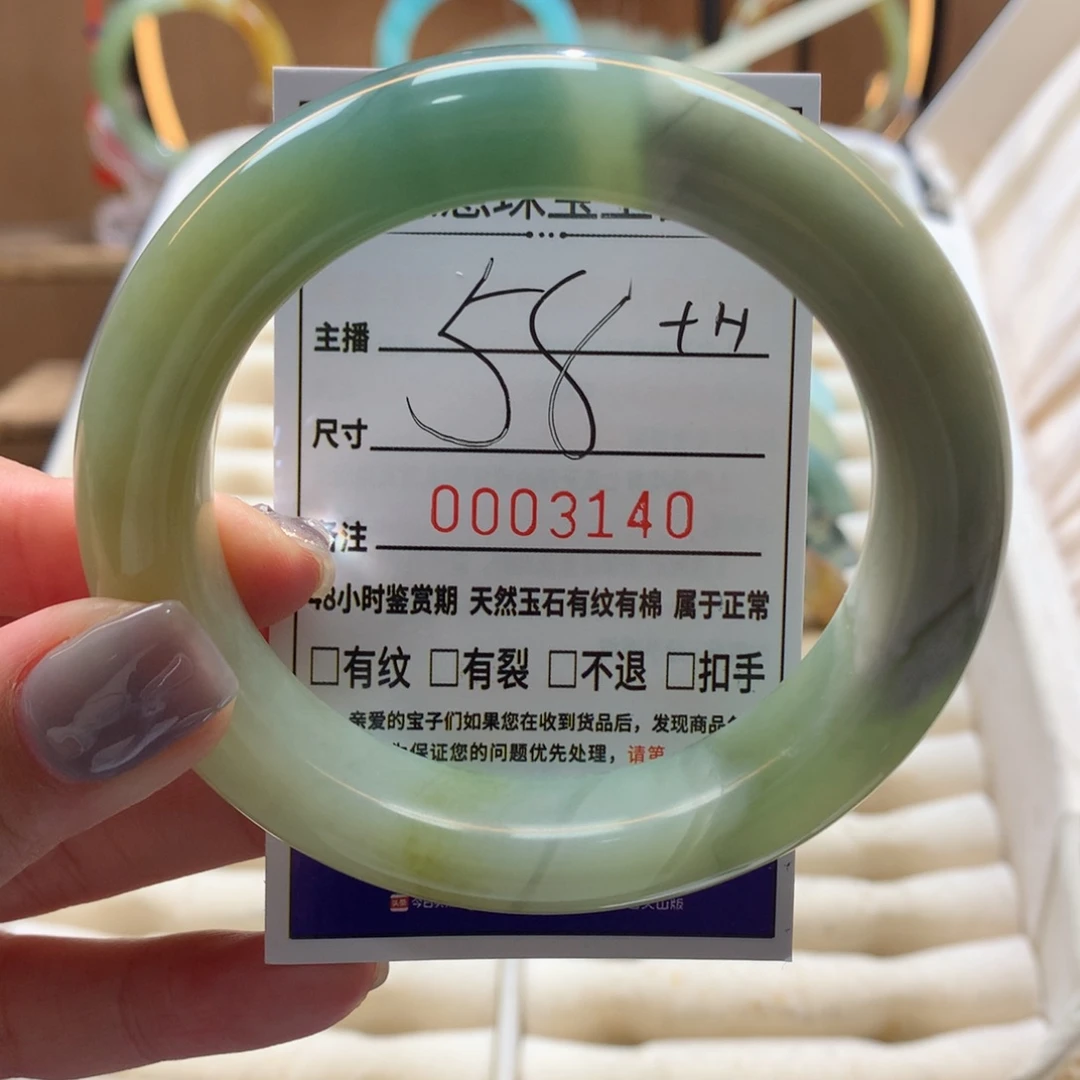 珠宝
主播 58 +H
尺寸
注 0003140
48小时鉴赏期 天然玉石有纹有棉 属于正常
□有纹 □有裂 □不退 □扣手
亲爱的宝子们如果您在收到货品后，发现商品
保证您的问题优先处理，请第